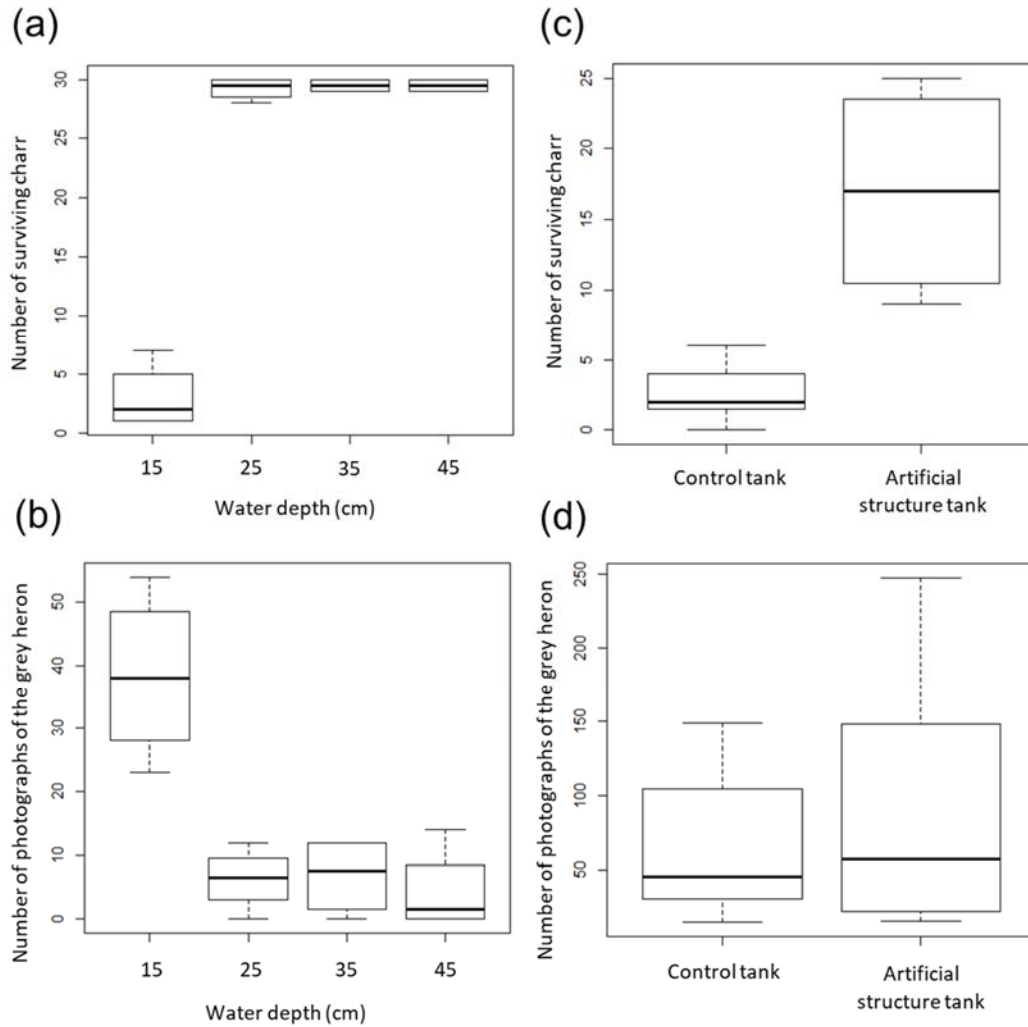 (a)
Number of surviving charr
30
25
20
15
10
5
0
15 25 35 45
Water depth (cm)
(c)
Number of surviving charr
25
20
15
10
5
0
Control tank
Artificial
structure tank
(b)
Number of photographs of the grey heron
50
40
30
20
10
0
15 25 35 45
Water depth (cm)
(d)
Number of photographs of the grey heron
250
200
150
100
50
Control tank
Artificial
structure tank